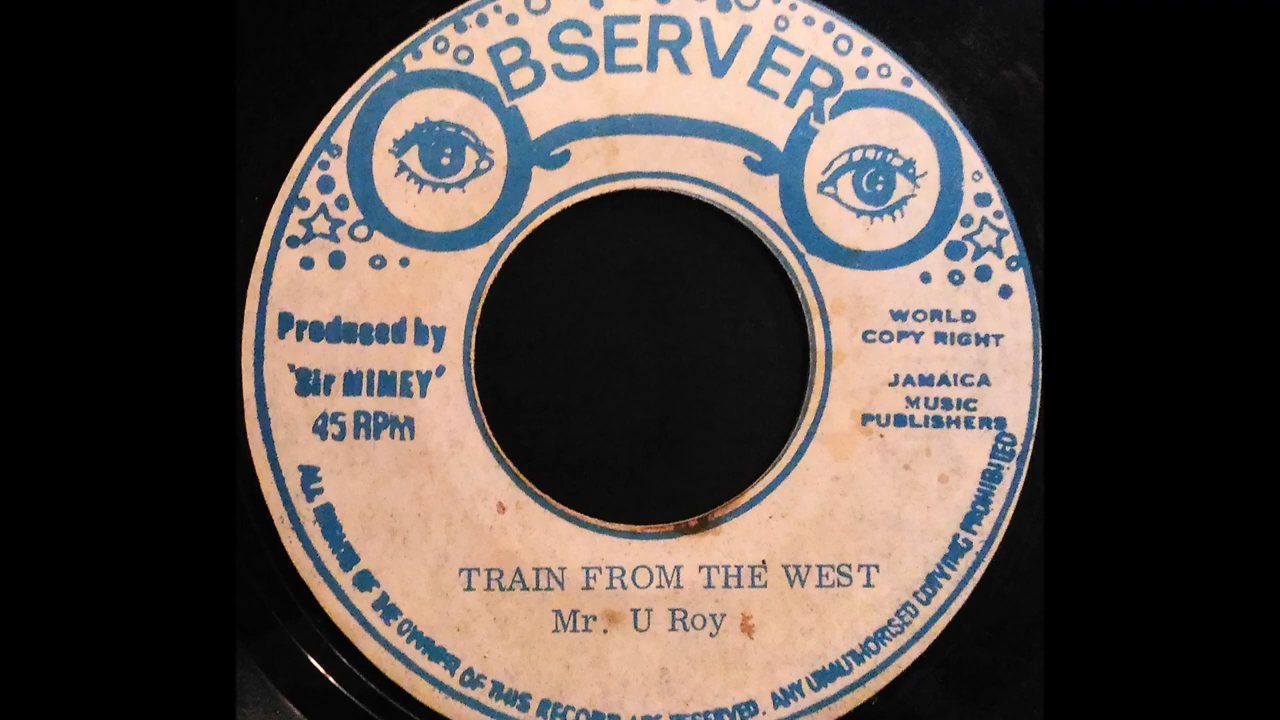 OBSERVER
Produced by
"Sir NINEY"
45 RPM
WORLD
COPY RIGHT
JAMAICA
MUSIC
PUBLISHERS
TRAIN FROM THE WEST
Mr. U Roy
ALL RIGHTS OF THE OWNER OF THIS RECORD ARE RESERVED. ANY UNAUTHORISED COPYING PROHIBITED